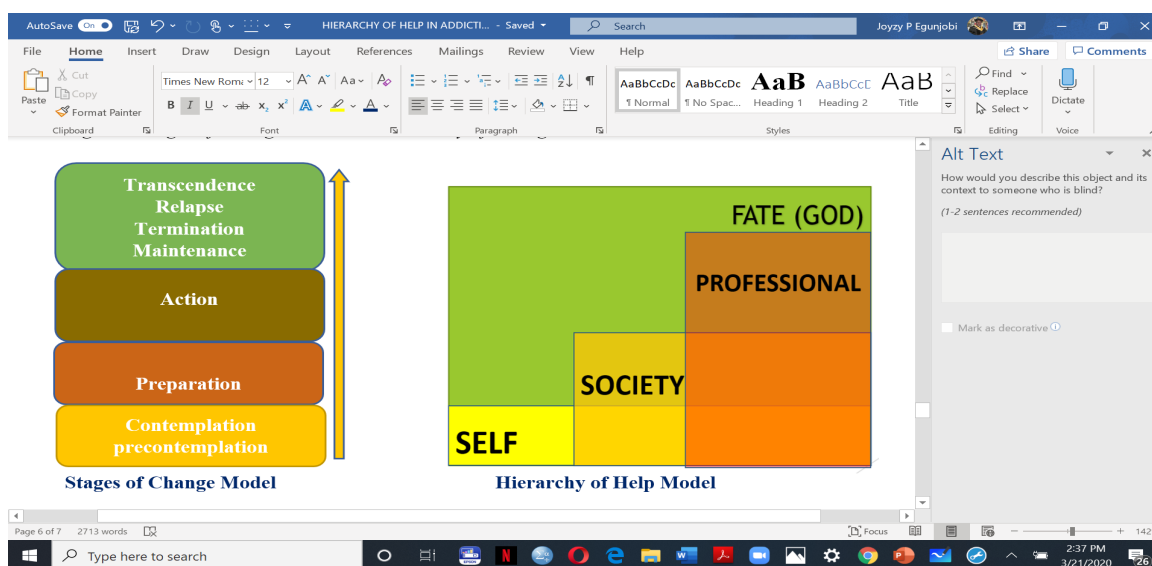 AutoSave On HIERARCHY OF HELP IN ADDICTI... - Saved Search Joyzy P Egunjobi
File Home Insert Draw Design Layout References Mailings Review View Help Share Comments
Paste
Cut
Copy
Format Painter
Clipboard
Times New Roma 12
Font
Paragraph
AaBbCcDc AaBbCcDc AaB AaBbCcE AaB
¶ Normal ¶ No Spac... Heading 1 Heading 2 Title
Styles
Find
Replace
Select
Editing
Dictate
Voice
Transcendence
Relapse
Termination
Maintenance
Action
Preparation
Contemplation
precontemplation
Stages of Change Model
FATE (GOD)
PROFESSIONAL
SOCIETY
SELF
Hierarchy of Help Model
Alt Text
How would you describe this object and its
context to someone who is blind?
(1-2 sentences recommended)
Mark as decorative
Page 6 of 7 2713 words Focus 142
Type here to search
2:37 PM
3/21/2020
26